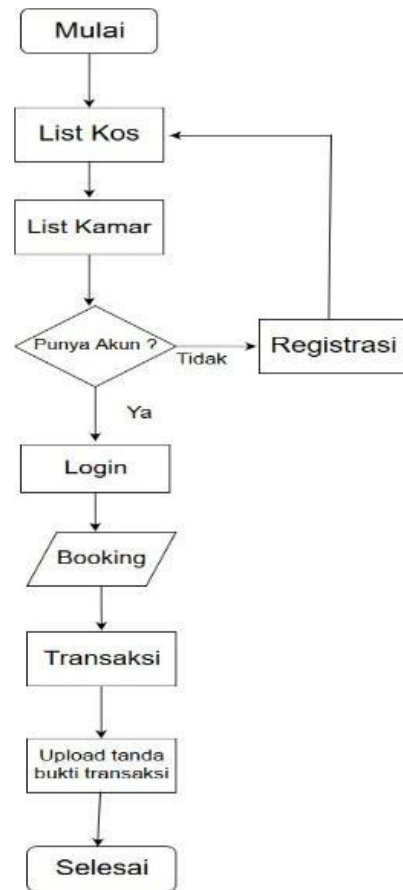 Mulai
List Kos
List Kamar
Punya Akun ?
Tidak
Registrasi
Ya
Login
Booking
Transaksi
Upload tanda
bukti transaksi
Selesai